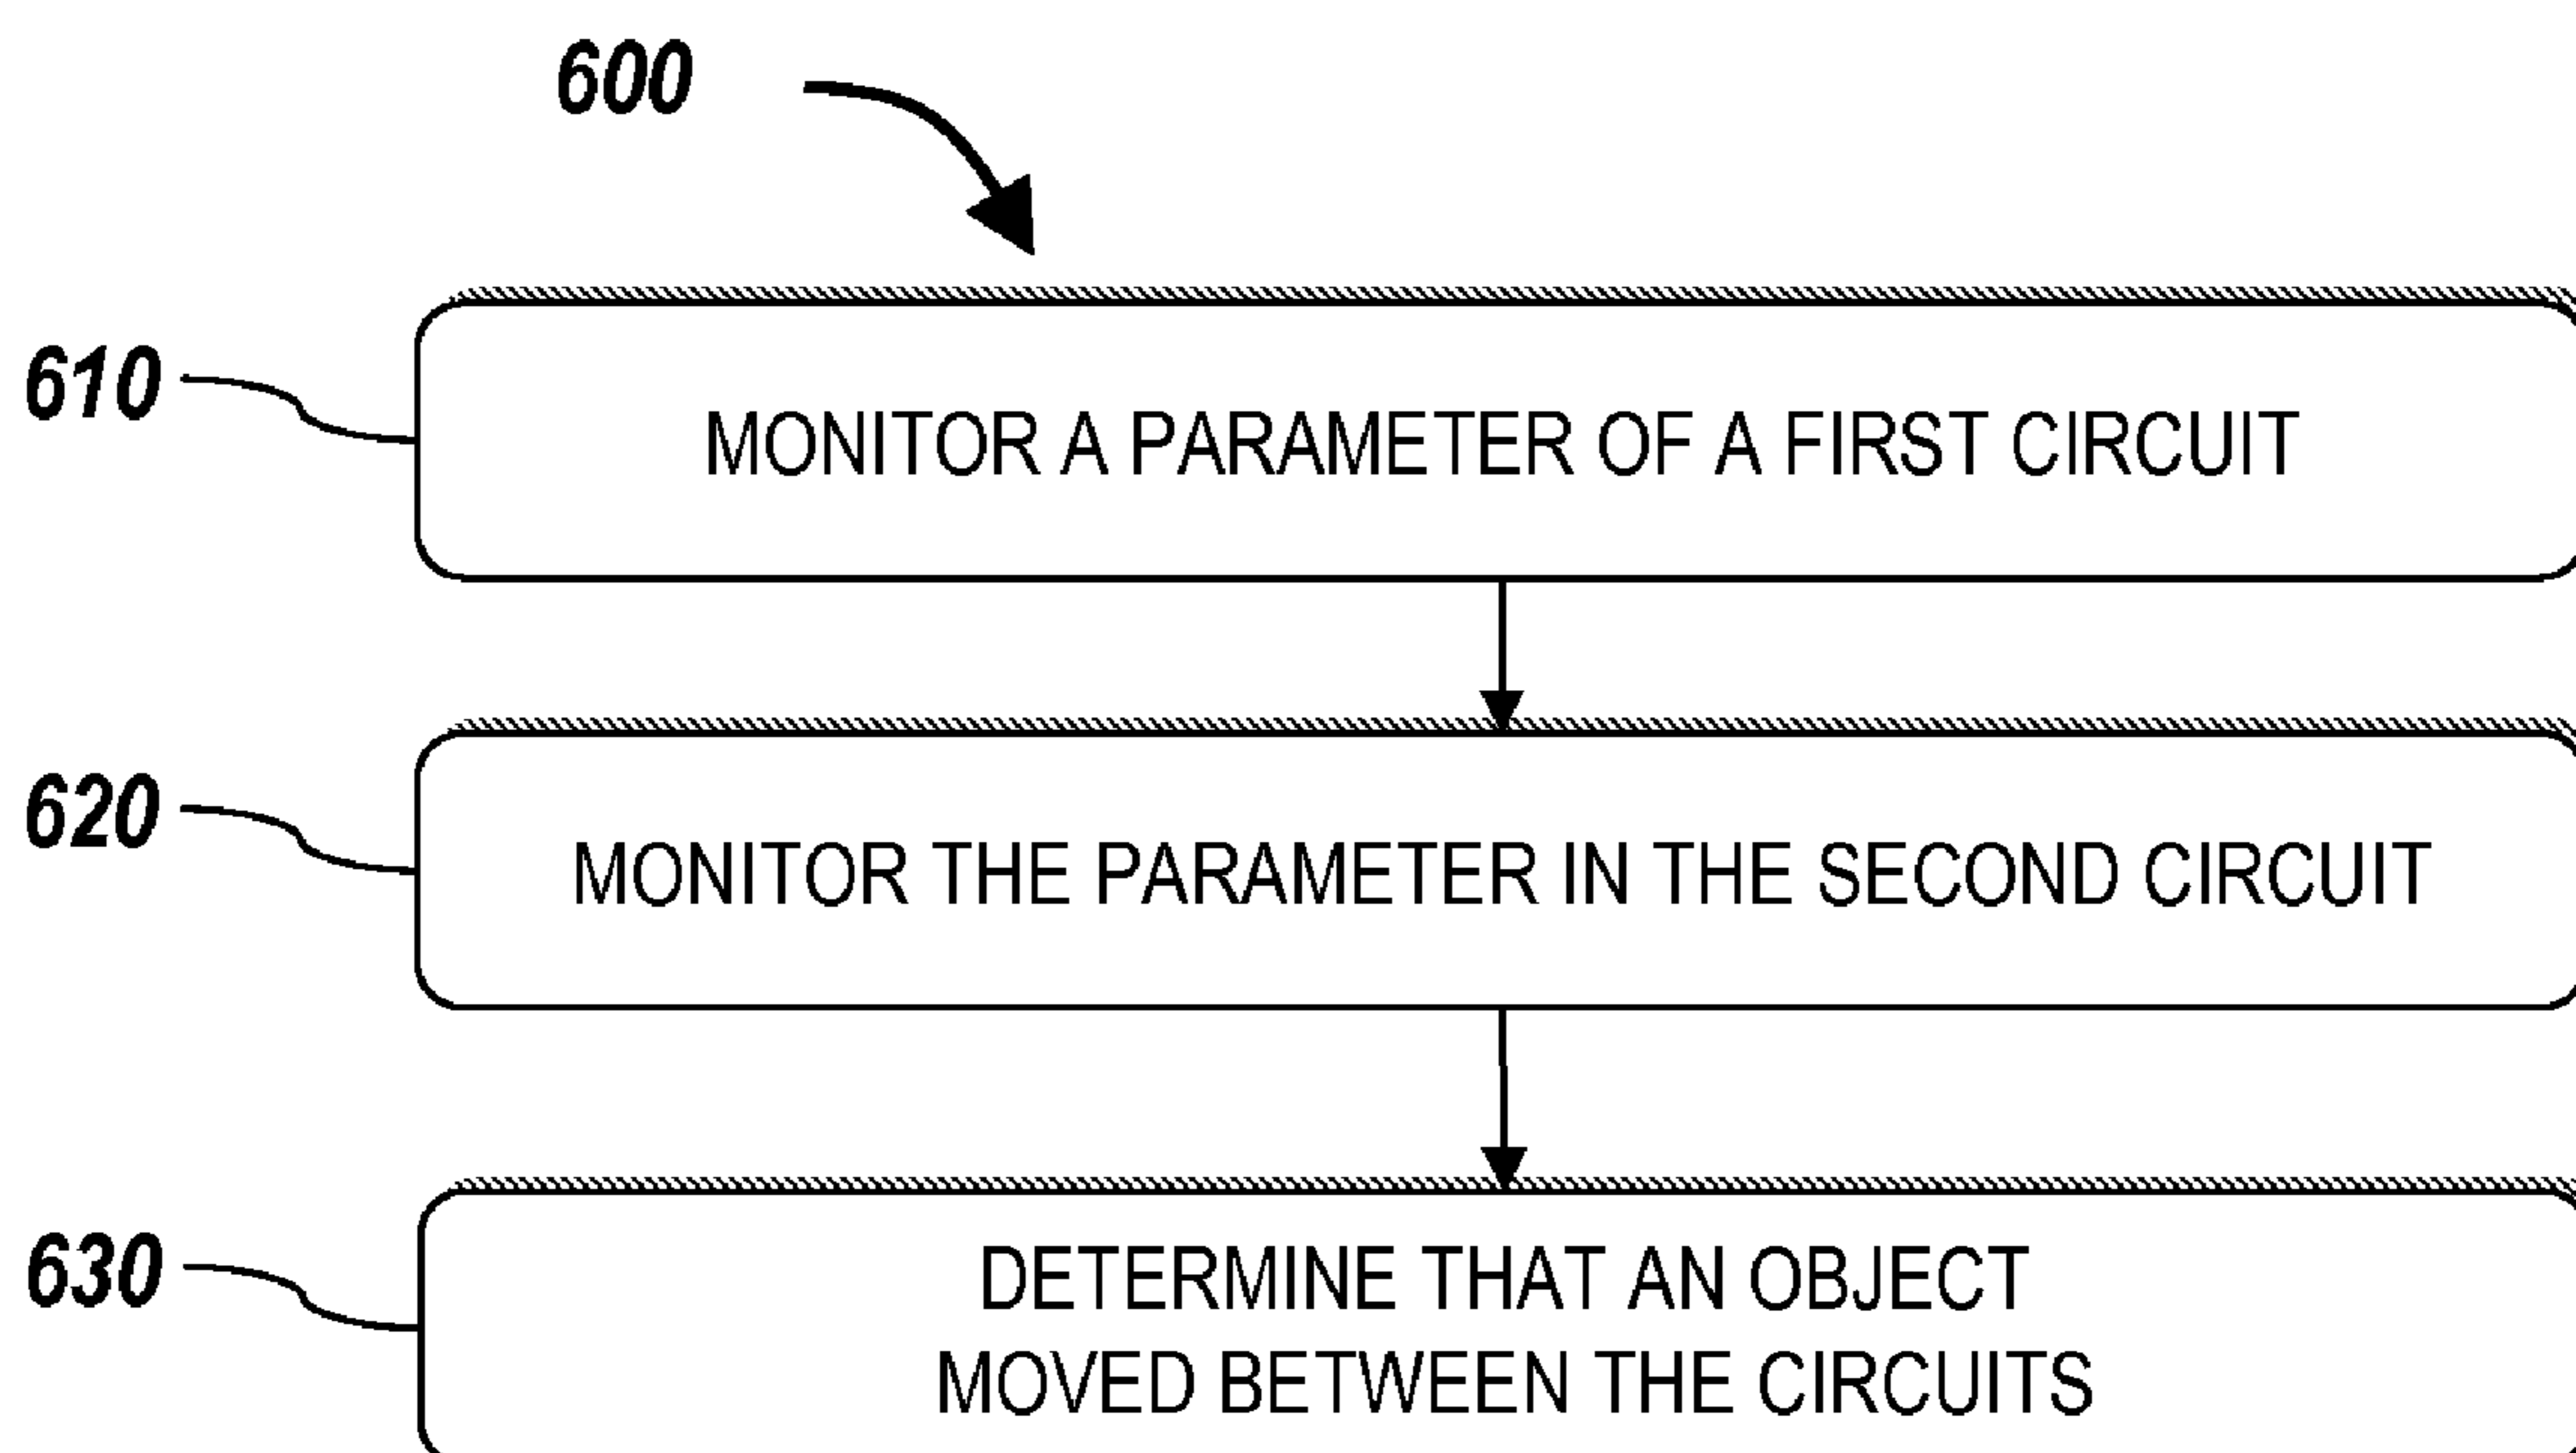 600
610
MONITOR A PARAMETER OF A FIRST CIRCUIT
620
MONITOR THE PARAMETER IN THE SECOND CIRCUIT
630
DETERMINE THAT AN OBJECT
MOVED BETWEEN THE CIRCUITS